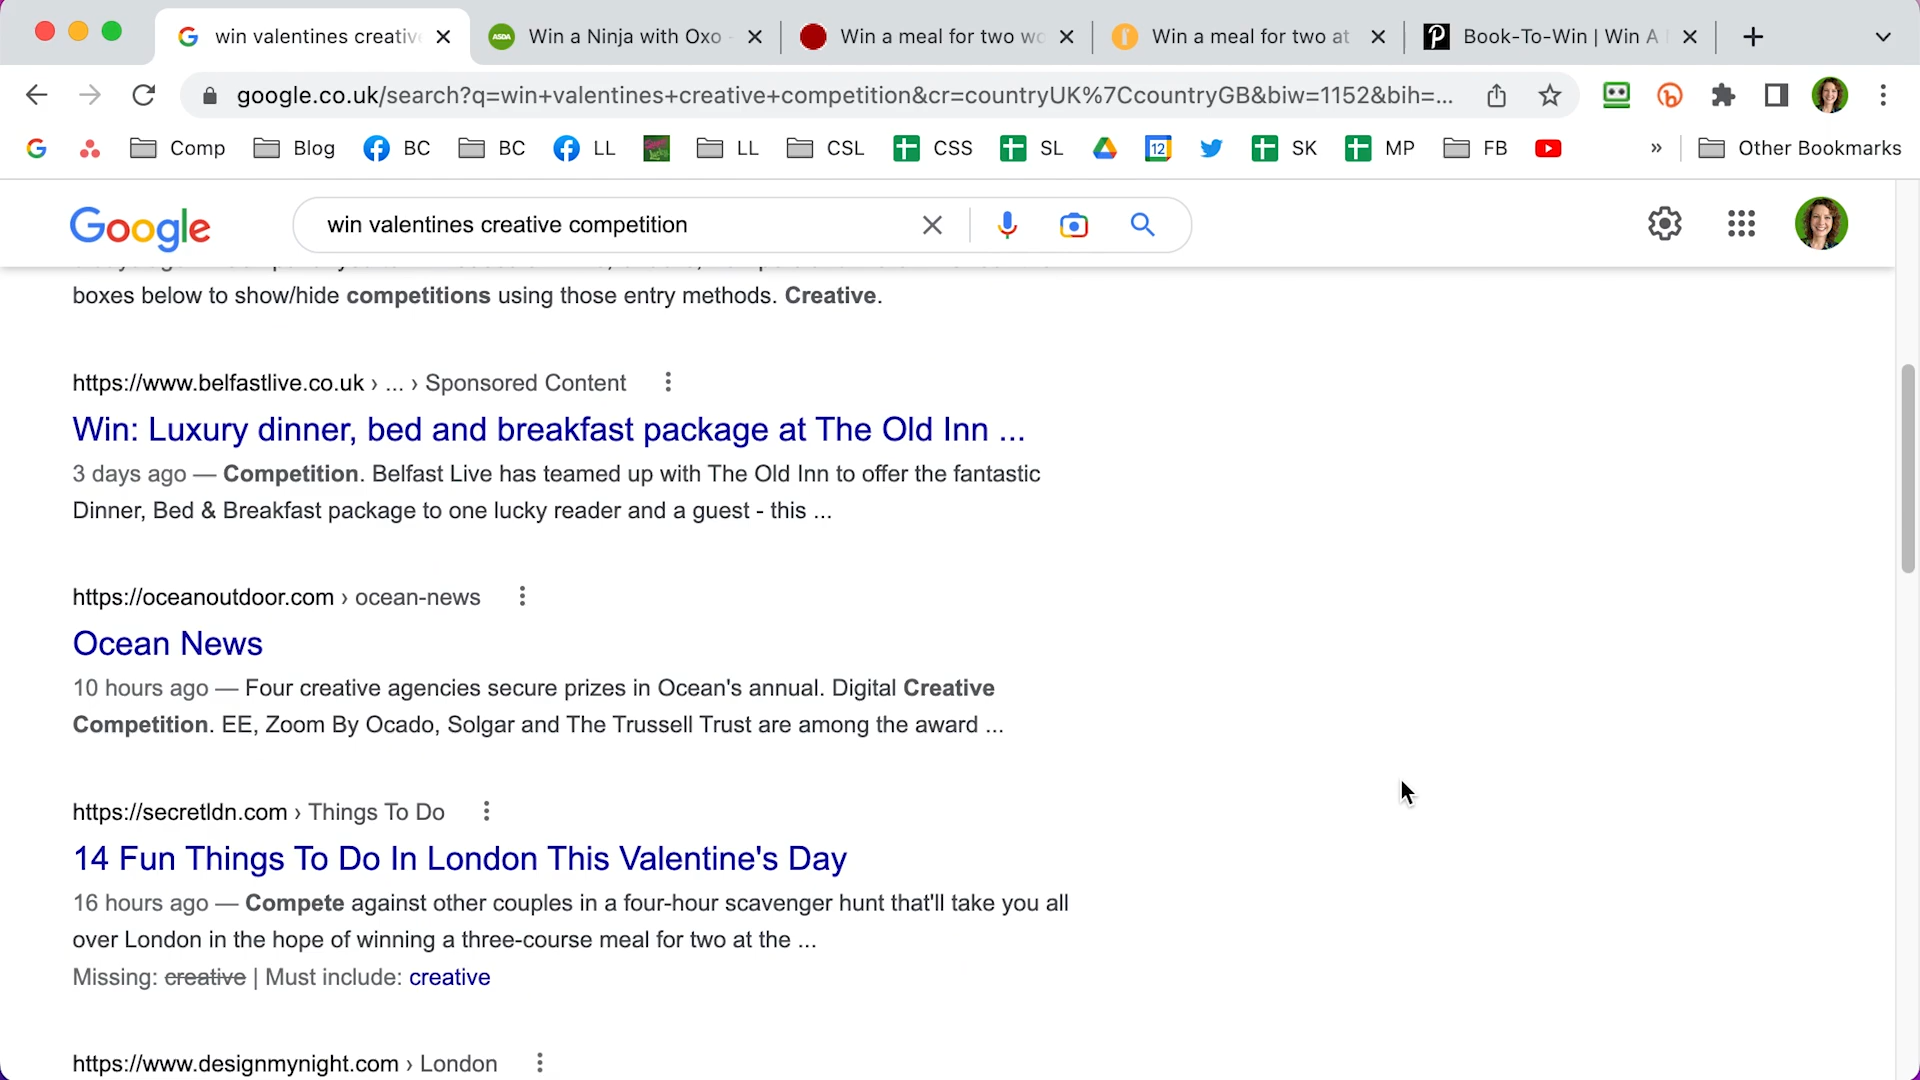 win valentines creative
Win a Ninja with Oxo
Win a meal for two wo
Win a meal for two at
Book-To-Win | Win A
google.co.uk/search?q=win+valentines+creative+competition&cr=countryUK%7CcountryGB&biw=1152&bih=...
Comp
Blog
BC
BC
LL
LL
CSL
CSS
SL
12
SK
MP
FB
»
Other Bookmarks
Google
win valentines creative competition
boxes below to show/hide competitions using those entry methods. Creative.
https://www.belfastlive.co.uk › ... › Sponsored Content
Win: Luxury dinner, bed and breakfast package at The Old Inn ...
3 days ago — Competition. Belfast Live has teamed up with The Old Inn to offer the fantastic
Dinner, Bed & Breakfast package to one lucky reader and a guest - this ...
https://oceanoutdoor.com › ocean-news
Ocean News
10 hours ago — Four creative agencies secure prizes in Ocean's annual. Digital Creative
Competition. EE, Zoom By Ocado, Solgar and The Trussell Trust are among the award ...
https://secretldn.com › Things To Do
14 Fun Things To Do In London This Valentine's Day
16 hours ago — Compete against other couples in a four-hour scavenger hunt that'll take you all
over London in the hope of winning a three-course meal for two at the ...
Missing: creative | Must include: creative
https://www.designmynight.com › London